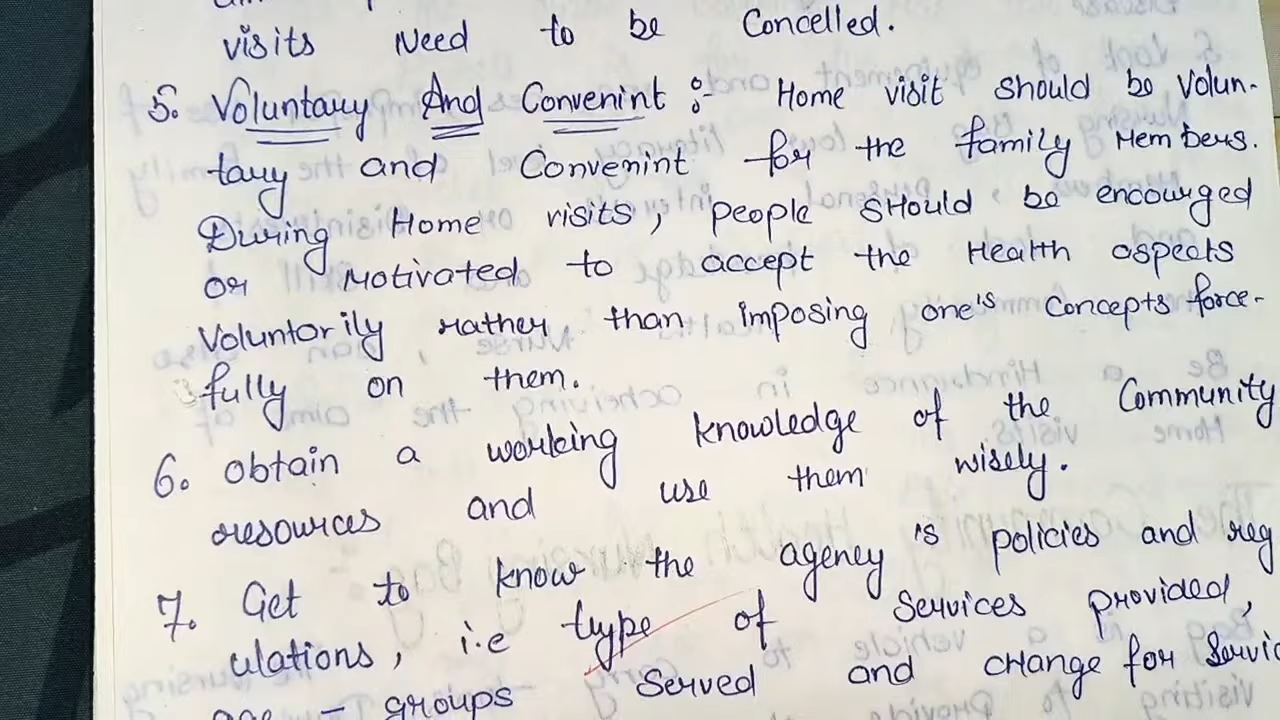 visits Need to be Concelled.
5. Voluntary And Convenint :- Home visit should be Volun-
tary and Convenint for the family Members.
During Home visits, people should be encourged
or Motivated to accept the Health aspects
Voluntorily rather than imposing one's Concepts force-
fully on them.
6. obtain a working knowledge of the Community
resources and use them wisely.
7. Get to know the agency's policies and reg
ulations, i.e type of Services provided,
age - groups Served and cHange for Servic